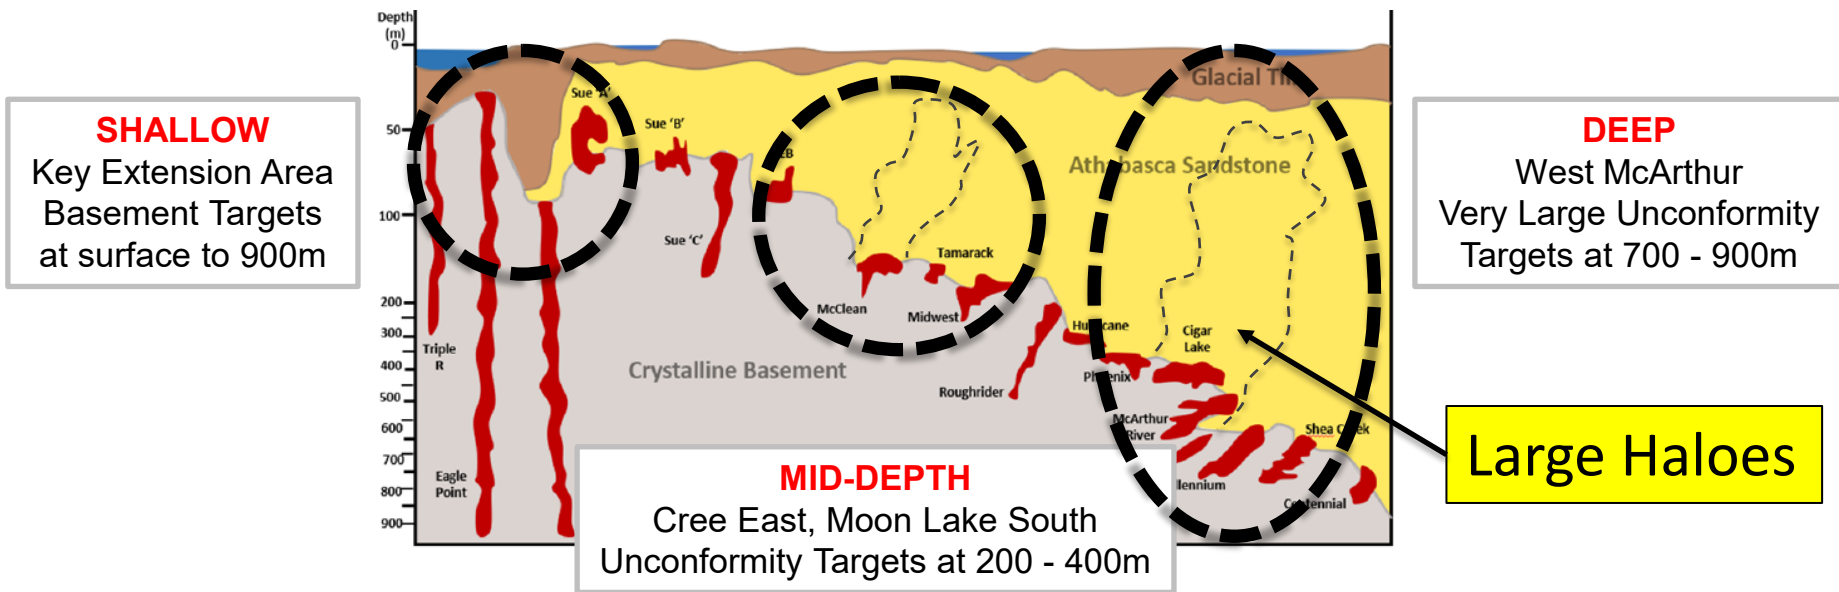 Depth
(m)
0
50
100
200
300
400
500
600
700
800
900
SHALLOW
Key Extension Area
Basement Targets
at surface to 900m
Sue 'A'
Sue 'B'
Sue 'C'
Triple
R
Eagle
Point
Crystalline Basement
McClean
Tamarack
Midwest
Roughrider
Glacial
Athabasca Sandstone
Hurricane
Phoenix
Cigar
Lake
McArthur
River
Shea Creek
Centennial
MID-DEPTH
Cree East, Moon Lake South
Unconformity Targets at 200 - 400m
DEEP
West McArthur
Very Large Unconformity
Targets at 700 - 900m
Large Haloes